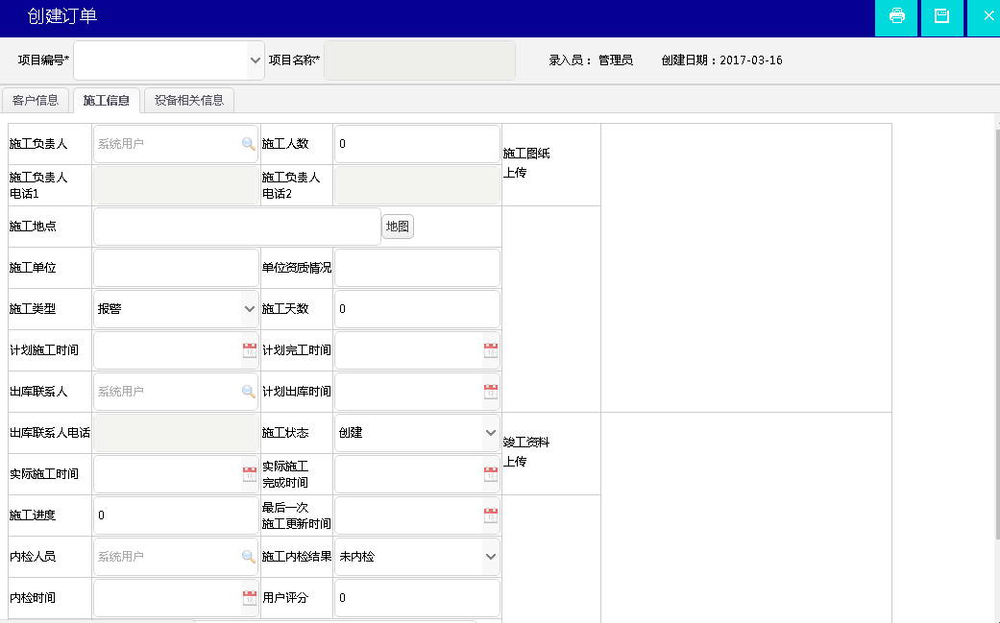 创建订单
项目编号* 项目名称* 录入员： 管理员 创建日期：2017-03-16
客户信息 施工信息 设备相关信息
施工负责人 系统用户 施工人数 0
施工图纸
上传
施工负责人
电话1
施工负责人
电话2
施工地点 地图
施工单位 单位资质情况
施工类型 报警 施工天数 0
计划施工时间 计划完工时间
出库联系人 系统用户 计划出库时间
出库联系人电话 施工状态 创建
竣工资料
上传
实际施工时间
实际施工
完成时间
施工进度 0
最后一次
施工更新时间
内检人员 系统用户 施工内检结果 未内检
内检时间 用户评分 0